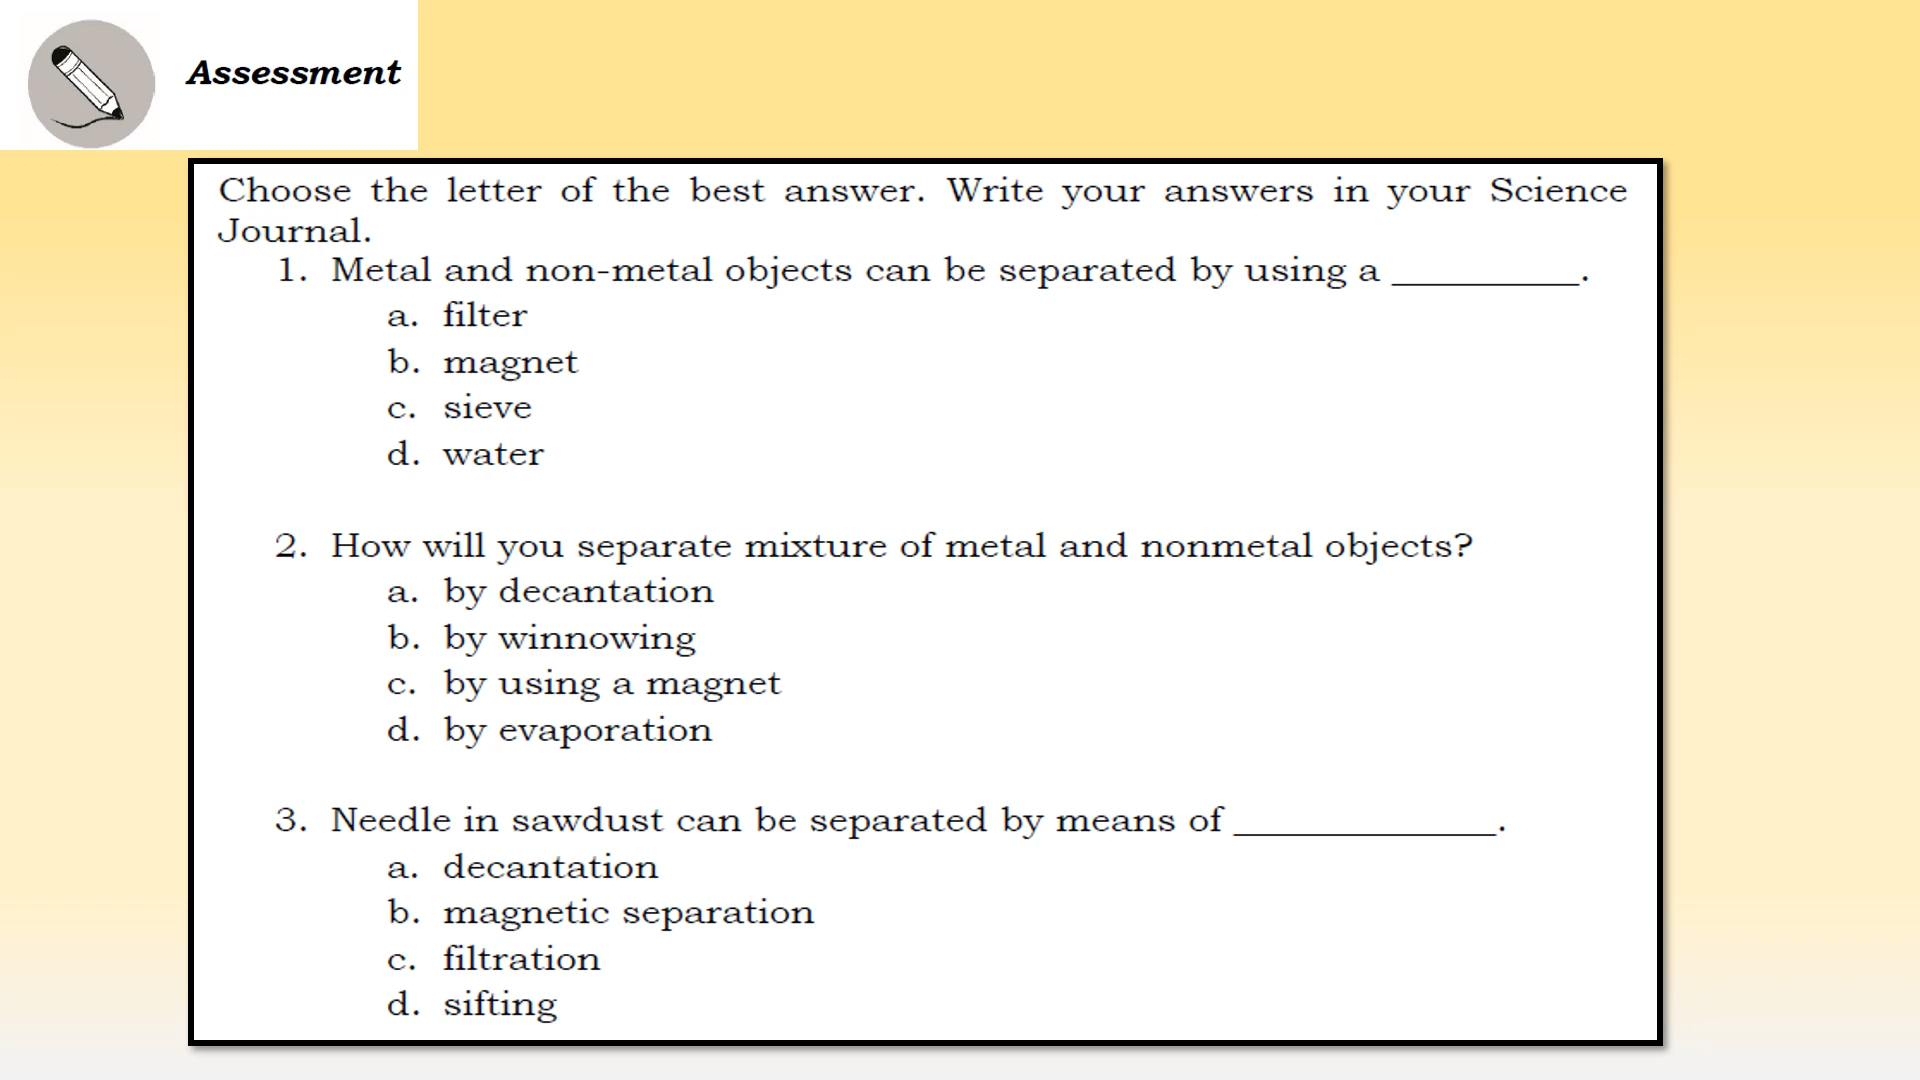 Assessment
Choose the letter of the best answer. Write your answers in your Science
Journal.
1. Metal and non-metal objects can be separated by using a __________.
a. filter
b. magnet
c. sieve
d. water
2. How will you separate mixture of metal and nonmetal objects?
a. by decantation
b. by winnowing
c. by using a magnet
d. by evaporation
3. Needle in sawdust can be separated by means of ______________.
a. decantation
b. magnetic separation
c. filtration
d. sifting